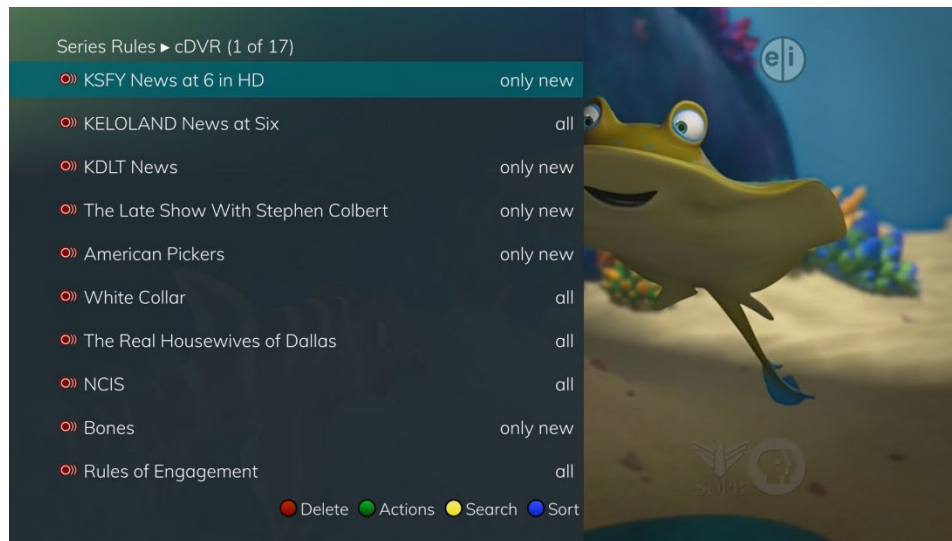 Series Rules ▸ cDVR (1 of 17)
KSFY News at 6 in HD only new
KELOLAND News at Six all
KDLT News only new
The Late Show With Stephen Colbert only new
American Pickers only new
White Collar all
The Real Housewives of Dallas all
NCIS all
Bones only new
Rules of Engagement all
Delete Actions Search Sort
e|i
SDPB